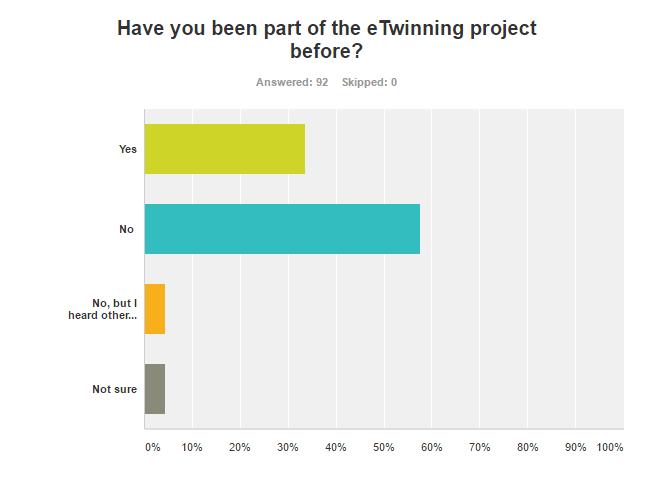 Have you been part of the eTwinning project
before?
Answered: 92 Skipped: 0
Yes
No
No, but I
heard other...
Not sure
0% 10% 20% 30% 40% 50% 60% 70% 80% 90% 100%